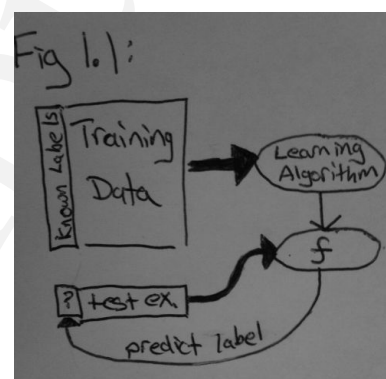 Fig 1.1:
Known Labels
Training
Data
Learning
Algorithm
f
? test ex.
predict label